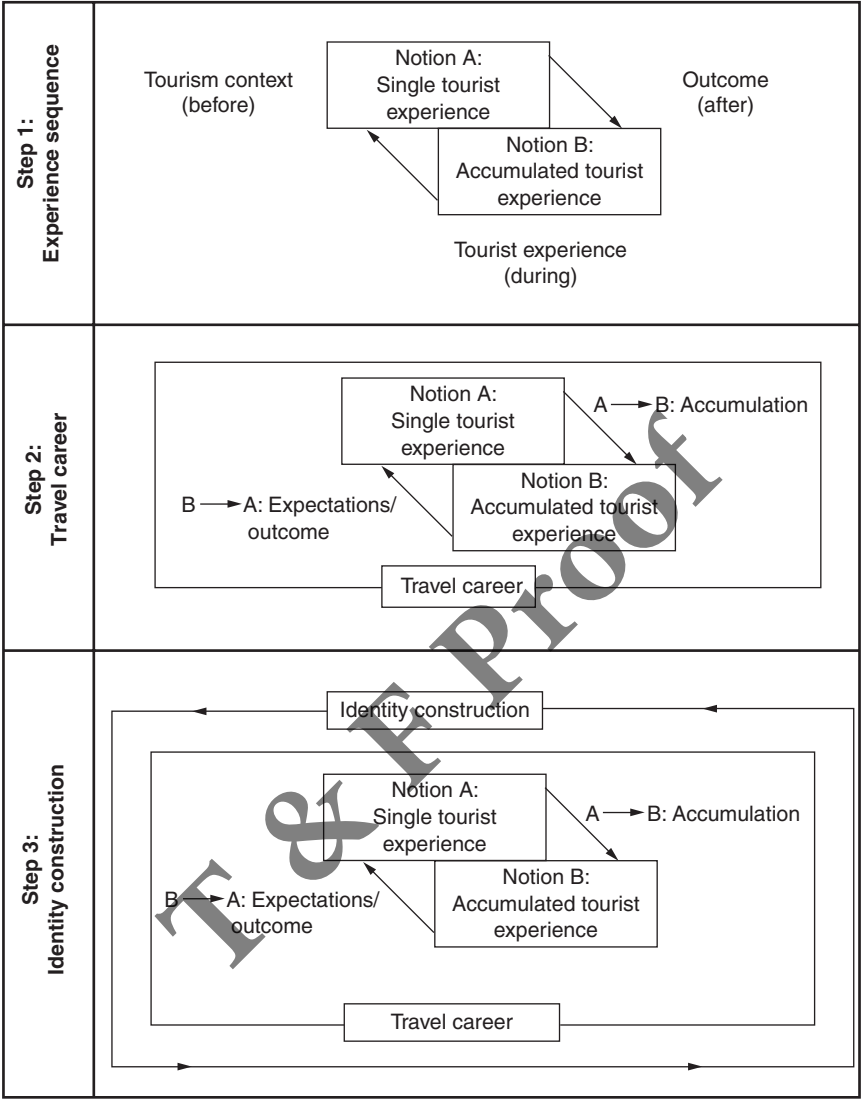 Step 1:
Experience sequence
Tourism context
(before)
Notion A:
Single tourist
experience
Outcome
(after)
Notion B:
Accumulated tourist
experience
Tourist experience
(during)
Step 2:
Travel career
Notion A:
Single tourist
experience
A → B: Accumulation
Notion B:
Accumulated tourist
experience
B → A: Expectations/
outcome
Travel career
Step 3:
Identity construction
Identity construction
Notion A:
Single tourist
experience
A → B: Accumulation
Notion B:
Accumulated tourist
experience
B → A: Expectations/
outcome
Travel career
T & F Proof